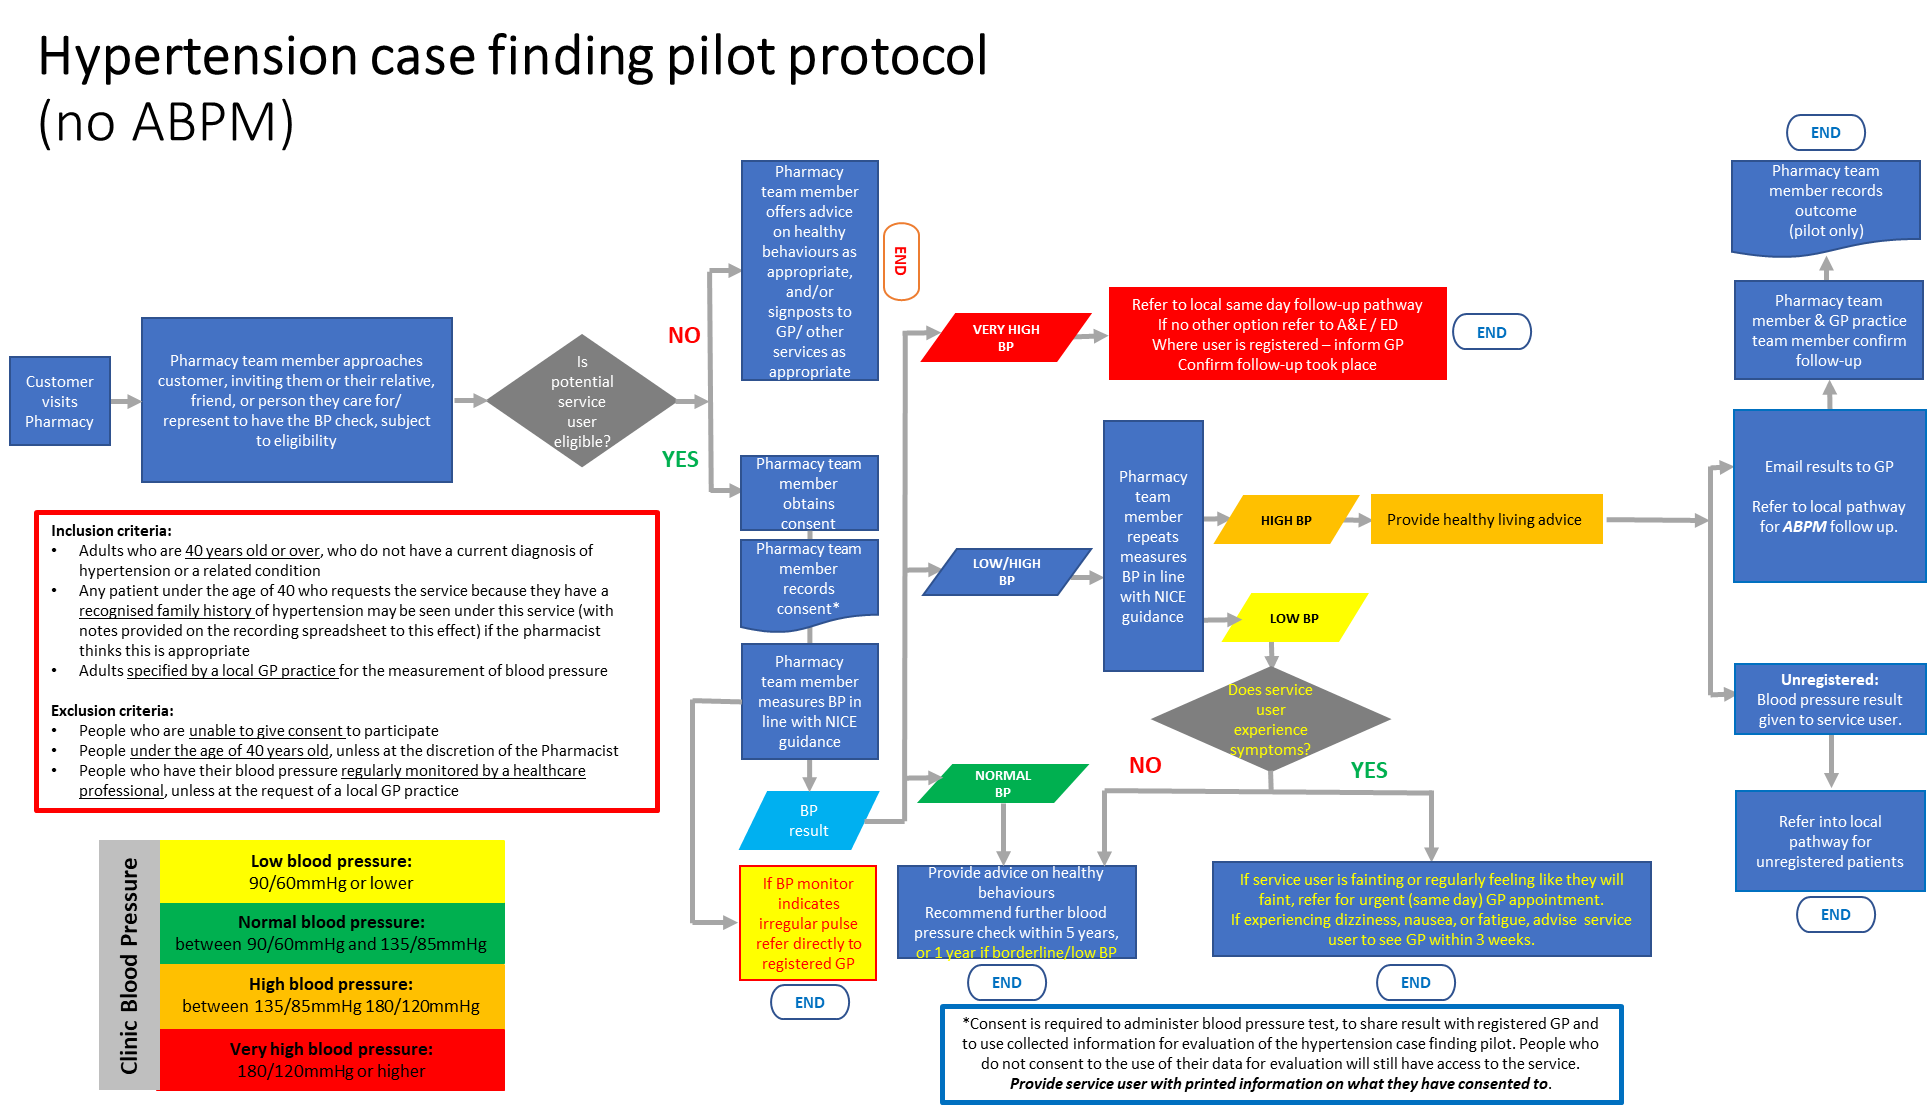 Hypertension case finding pilot protocol
(no ABPM)
Customer
visits
Pharmacy
Pharmacy team member approaches
customer, inviting them or their relative,
friend, or person they care for/
represent to have the BP check, subject
to eligibility
Is
potential
service
user
eligible?
NO
YES
Pharmacy
team member
offers advice
on healthy
behaviours as
appropriate,
and/or
signposts to
GP/ other
services as
appropriate
END
Pharmacy team
member
obtains
consent
Pharmacy team
member
records
consent*
Pharmacy
team member
measures BP in
line with NICE
guidance
BP
result
If BP monitor
indicates
irregular pulse
refer directly to
registered GP
END
VERY HIGH
BP
Refer to local same day follow-up pathway
If no other option refer to A&E / ED
Where user is registered – inform GP
Confirm follow-up took place
END
LOW/HIGH
BP
Pharmacy
team
member
repeats
measures
BP in line
with NICE
guidance
HIGH BP
Provide healthy living advice
LOW BP
Does service
user
experience
symptoms?
NO
YES
NORMAL
BP
Provide advice on healthy
behaviours
Recommend further blood
pressure check within 5 years,
or 1 year if borderline/low BP
END
If service user is fainting or regularly feeling like they will
faint, refer for urgent (same day) GP appointment.
If experiencing dizziness, nausea, or fatigue, advise  service
user to see GP within 3 weeks.
END
END
Pharmacy team
member records
outcome
(pilot only)
Pharmacy team
member & GP practice
team member confirm
follow-up
Email results to GP
Refer to local pathway
for ABPM follow up.
Unregistered:
Blood pressure result
given to service user.
Refer into local
pathway for
unregistered patients
END
Inclusion criteria:
• Adults who are 40 years old or over, who do not have a current diagnosis of
hypertension or a related condition
• Any patient under the age of 40 who requests the service because they have a
recognised family history of hypertension may be seen under this service (with
notes provided on the recording spreadsheet to this effect) if the pharmacist
thinks this is appropriate
• Adults specified by a local GP practice for the measurement of blood pressure
Exclusion criteria:
• People who are unable to give consent to participate
• People under the age of 40 years old, unless at the discretion of the Pharmacist
• People who have their blood pressure regularly monitored by a healthcare
professional, unless at the request of a local GP practice
Clinic Blood Pressure
Low blood pressure:
90/60mmHg or lower
Normal blood pressure:
between 90/60mmHg and 135/85mmHg
High blood pressure:
between 135/85mmHg 180/120mmHg
Very high blood pressure:
180/120mmHg or higher
*Consent is required to administer blood pressure test, to share result with registered GP and
to use collected information for evaluation of the hypertension case finding pilot. People who
do not consent to the use of their data for evaluation will still have access to the service.
Provide service user with printed information on what they have consented to.